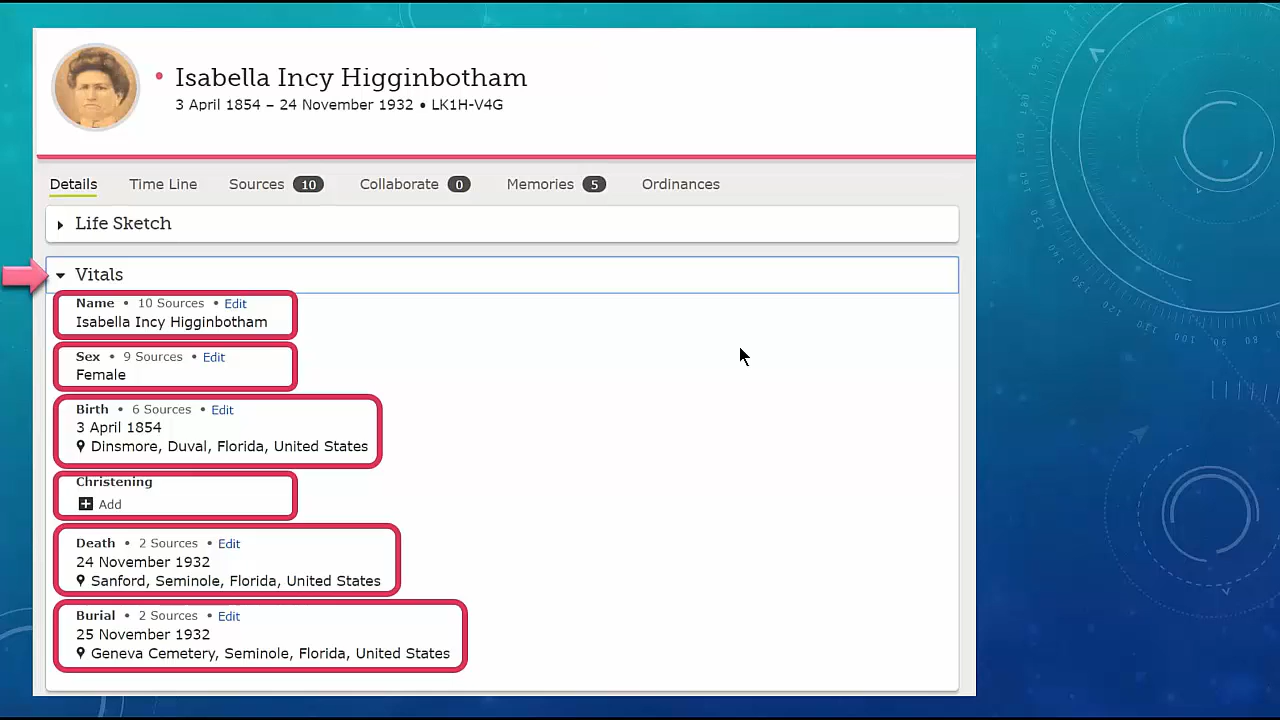 Isabella Incy Higginbotham
3 April 1854 – 24 November 1932 • LK1H-V4G
Details Time Line Sources 10 Collaborate 0 Memories 5 Ordinances
Life Sketch
Vitals
Name • 10 Sources • Edit
Isabella Incy Higginbotham
Sex • 9 Sources • Edit
Female
Birth • 6 Sources • Edit
3 April 1854
Dinsmore, Duval, Florida, United States
Christening
Add
Death • 2 Sources • Edit
24 November 1932
Sanford, Seminole, Florida, United States
Burial • 2 Sources • Edit
25 November 1932
Geneva Cemetery, Seminole, Florida, United States